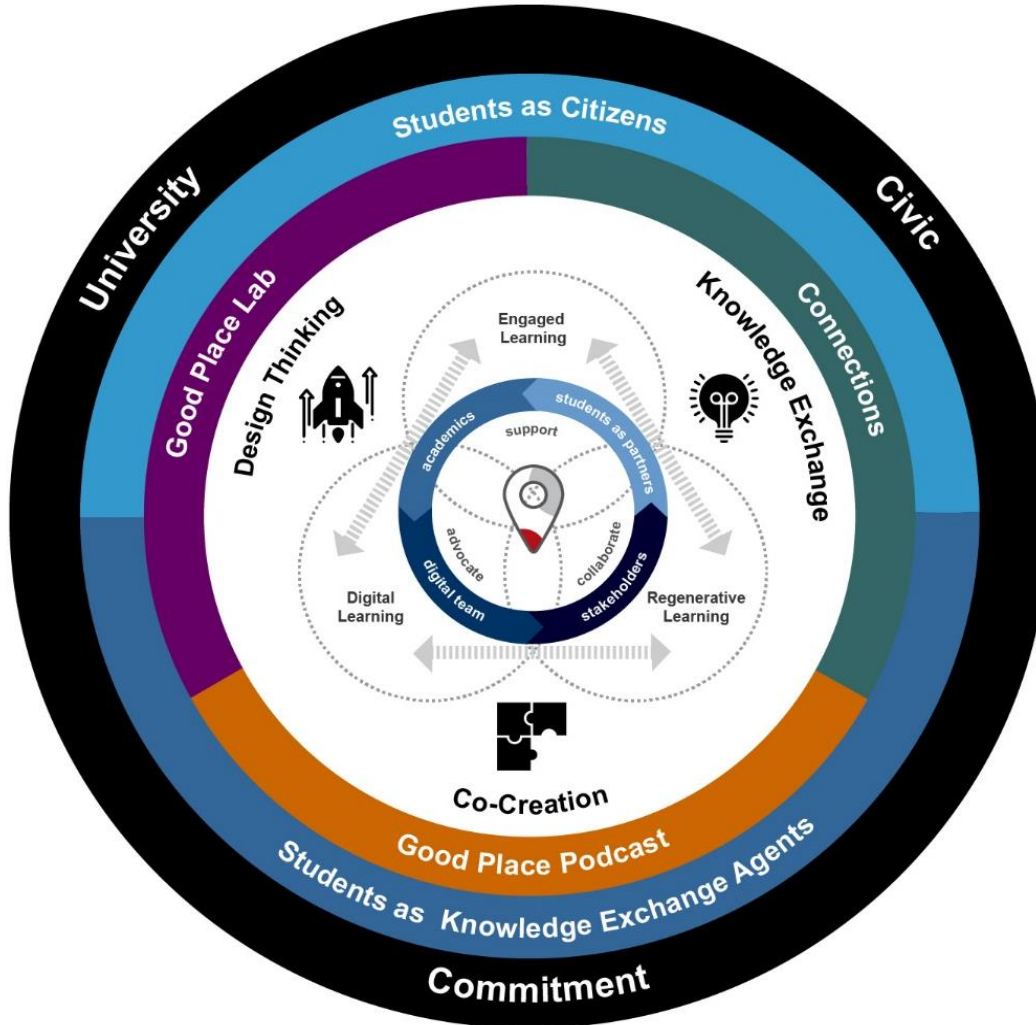 University
Civic
Commitment
Students as Citizens
Students as Knowledge Exchange Agents
Good Place Lab
Connections
Good Place Podcast
Design Thinking
Knowledge Exchange
Co-Creation
Engaged
Learning
Digital
Learning
Regenerative
Learning
academics
students as partners
digital team
stakeholders
support
advocate
collaborate